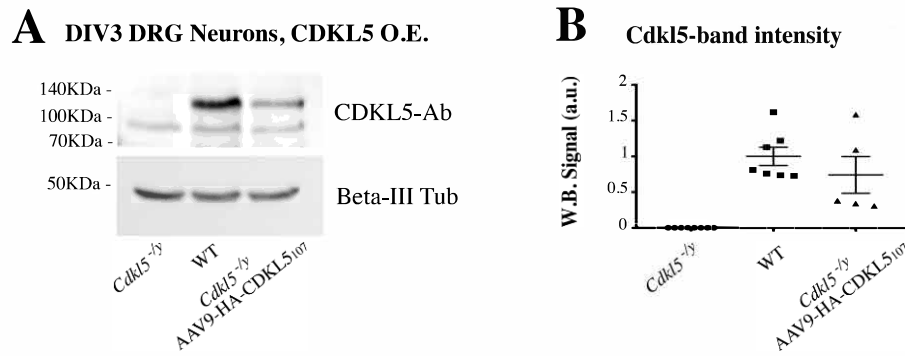 A DIV3 DRG Neurons, CDKL5 O.E.
140KDa -
100KDa -
70KDa -
CDKL5-Ab
50KDa -
Beta-III Tub
Cdkl5-/y
WT
Cdkl5-/y
AAV9-HA-CDKL5107
B Cdkl5-band intensity
W.B. Signal (a.u.)
2
1.5
1
0.5
0
Cdkl5-/y
WT
Cdkl5-/y
AAV9-HA-CDKL5107